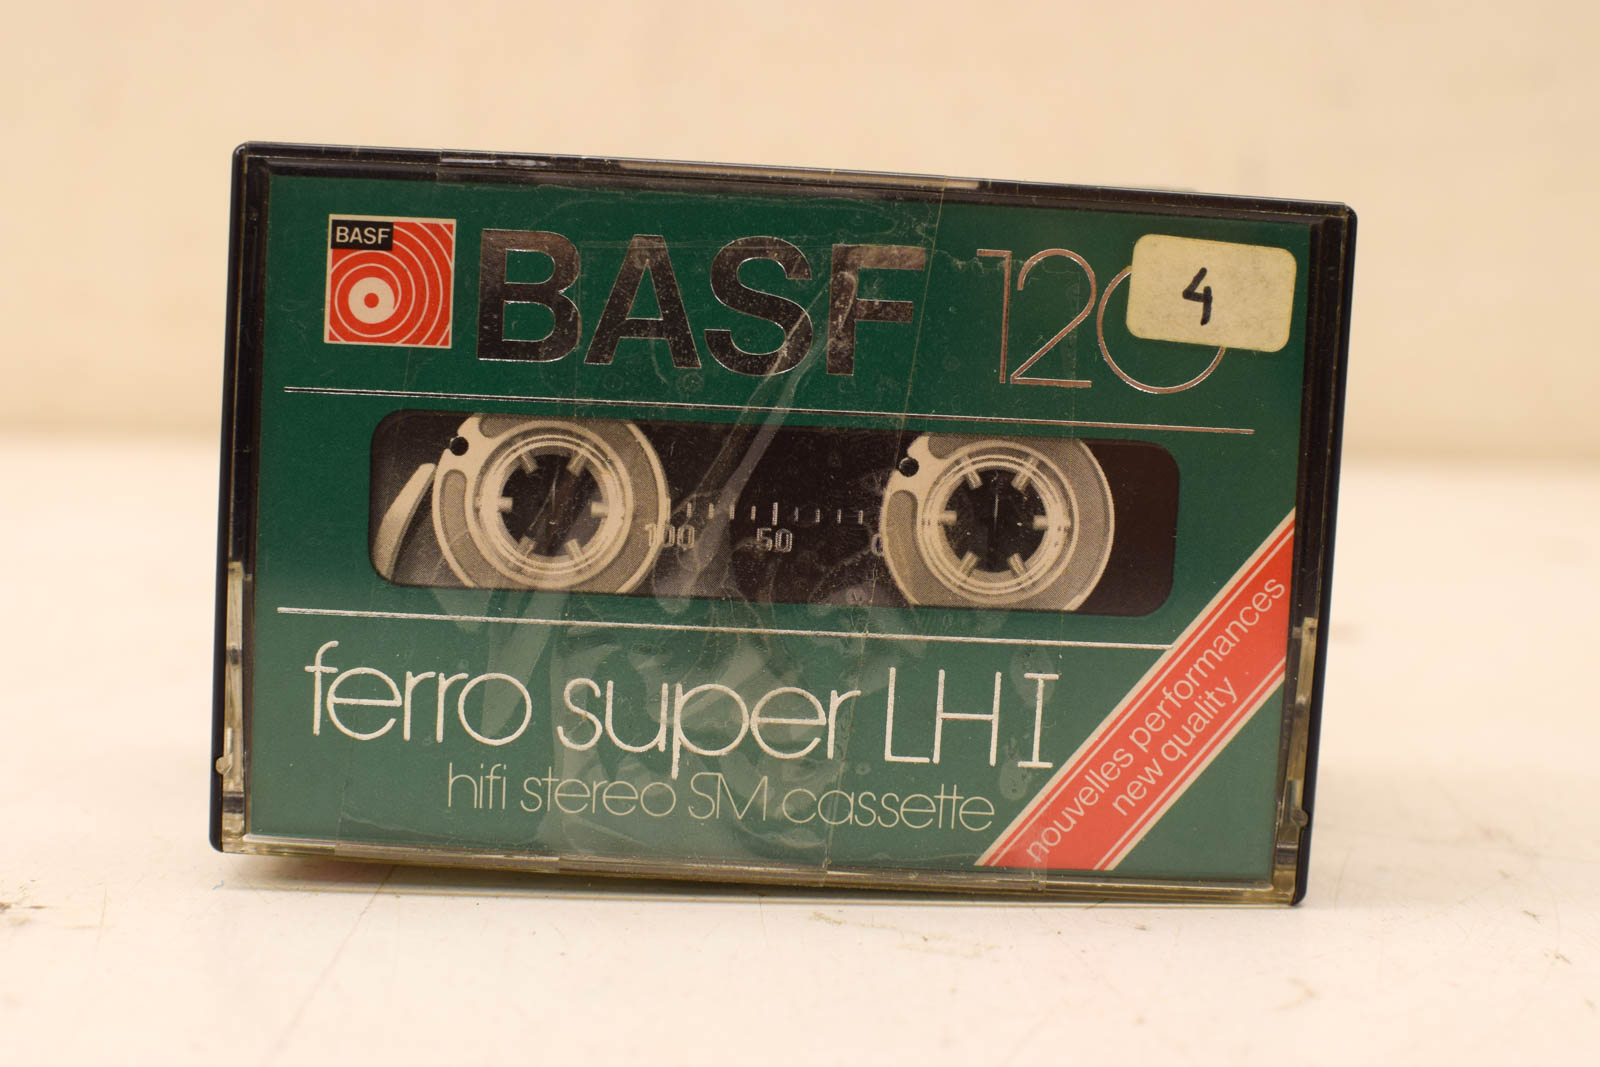 BASF
BASF 120
4
100 50 0
ferro super LH I
hifi stereo SM cassette
nouvelles performances
new quality